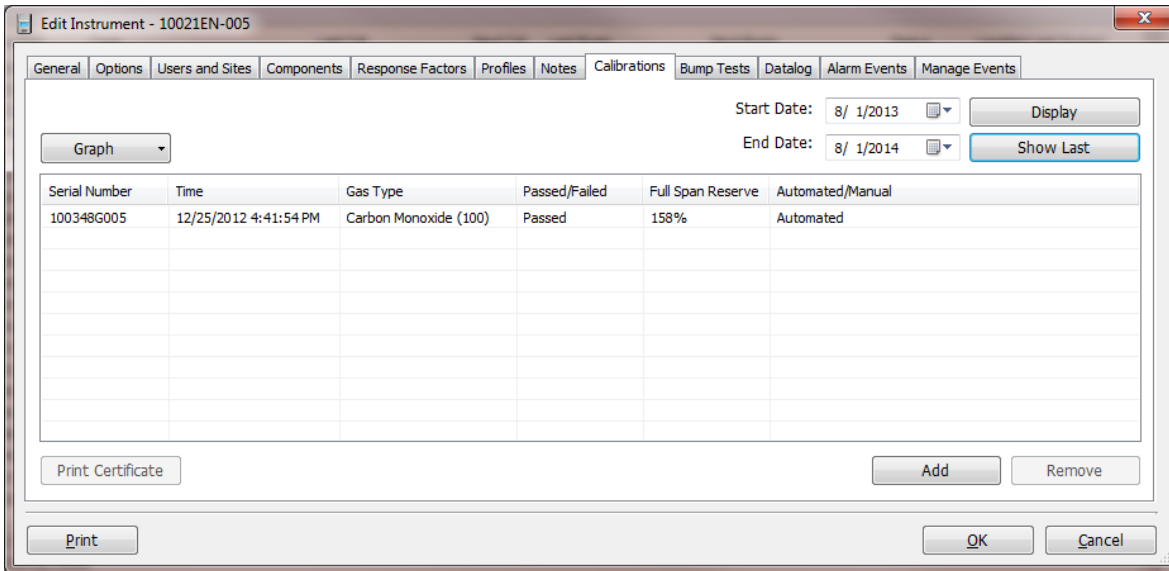 Edit Instrument - 10021EN-005
General Options Users and Sites Components Response Factors Profiles Notes Calibrations Bump Tests Datalog Alarm Events Manage Events
Start Date: 8/ 1/2013 Display
Graph End Date: 8/ 1/2014 Show Last
Serial Number Time Gas Type Passed/Failed Full Span Reserve Automated/Manual
100348G005 12/25/2012 4:41:54 PM Carbon Monoxide (100) Passed 158% Automated
Print Certificate Add Remove
Print OK Cancel